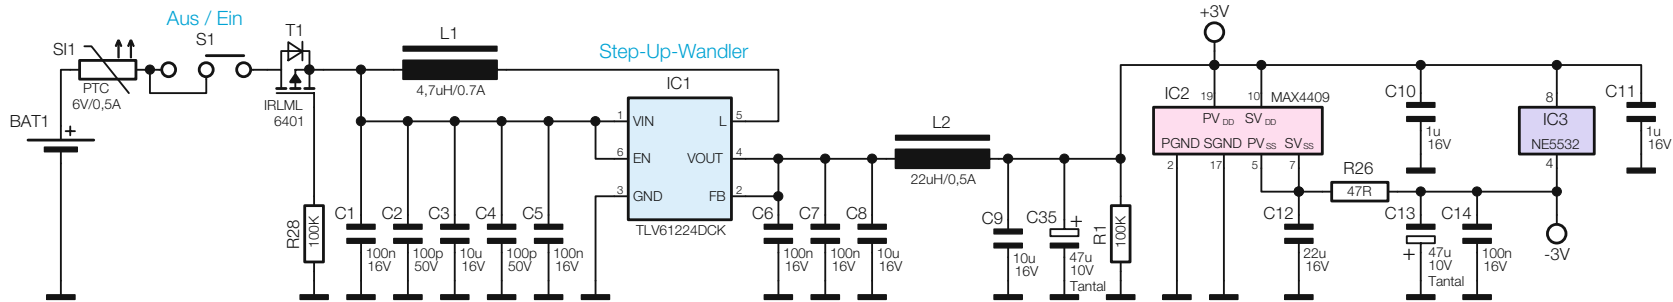 Aus / Ein
SI1
S1
T1
PTC
6V/0,5A
BAT1
+
IRLML
6401
R28
100K
L1
4,7uH/0.7A
Step-Up-Wandler
C1
100n
16V
C2
100p
50V
C3
10u
16V
C4
100p
50V
C5
100n
16V
IC1
1
VIN
L
5
6
EN
VOUT
4
3
GND
FB
2
TLV61224DCK
C6
100n
16V
C7
100n
16V
C8
10u
16V
L2
22uH/0,5A
C9
10u
16V
C35
+
47u
10V
Tantal
R1
100K
+3V
IC2
19
10
MAX4409
PV DD
SV DD
PGND
SGND
PV SS
SV SS
2
17
5
7
R26
47R
C12
22u
16V
C13
+
47u
10V
Tantal
C14
100n
16V
C10
1u
16V
8
IC3
NE5532
4
-3V
C11
1u
16V